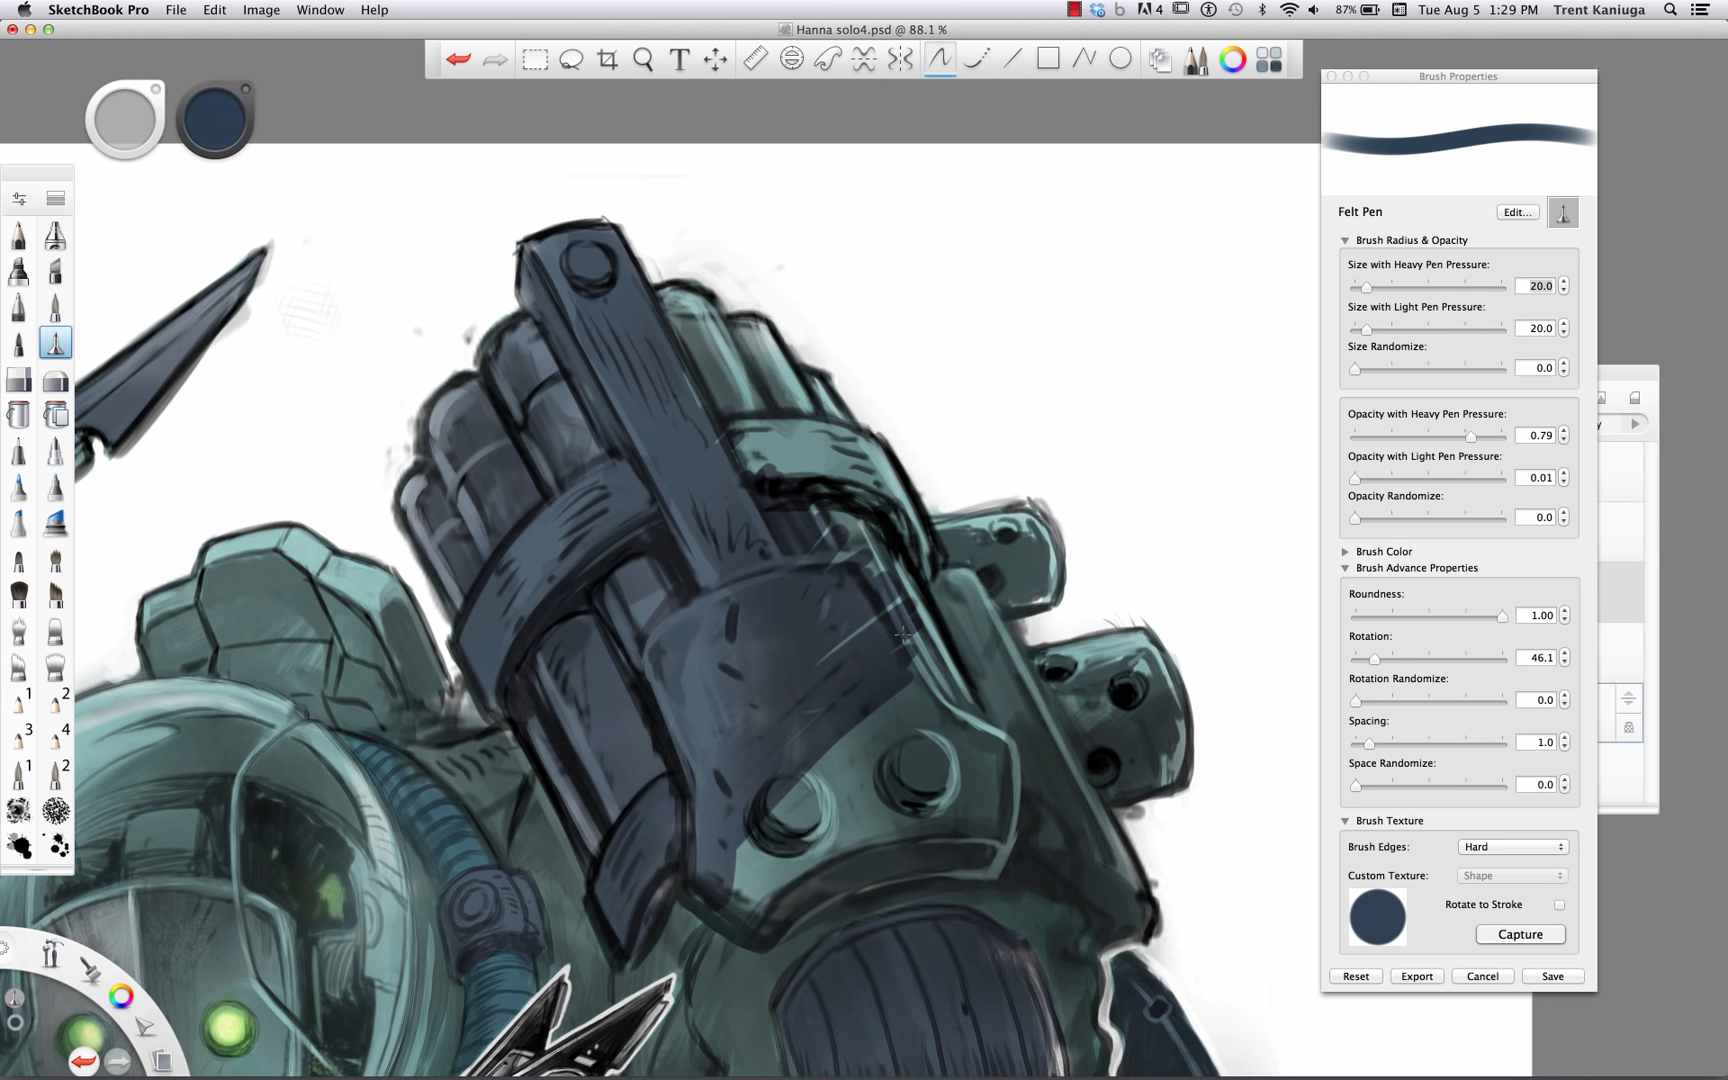 SketchBook Pro File Edit Image Window Help
4 87% Tue Aug 5 1:29 PM Trent Kaniuga
Hanna solo4.psd @ 88.1 %
T
Brush Properties
Felt Pen Edit...
Brush Radius & Opacity
Size with Heavy Pen Pressure:
20.0
Size with Light Pen Pressure:
20.0
Size Randomize:
0.0
Opacity with Heavy Pen Pressure:
0.79
Opacity with Light Pen Pressure:
0.01
Opacity Randomize:
0.0
Brush Color
Brush Advance Properties
Roundness:
1.00
Rotation:
46.1
Rotation Randomize:
0.0
Spacing:
1.0
Space Randomize:
0.0
Brush Texture
Brush Edges: Hard
Custom Texture: Shape
Rotate to Stroke
Capture
Reset Export Cancel Save
1 2
3 4
1 2